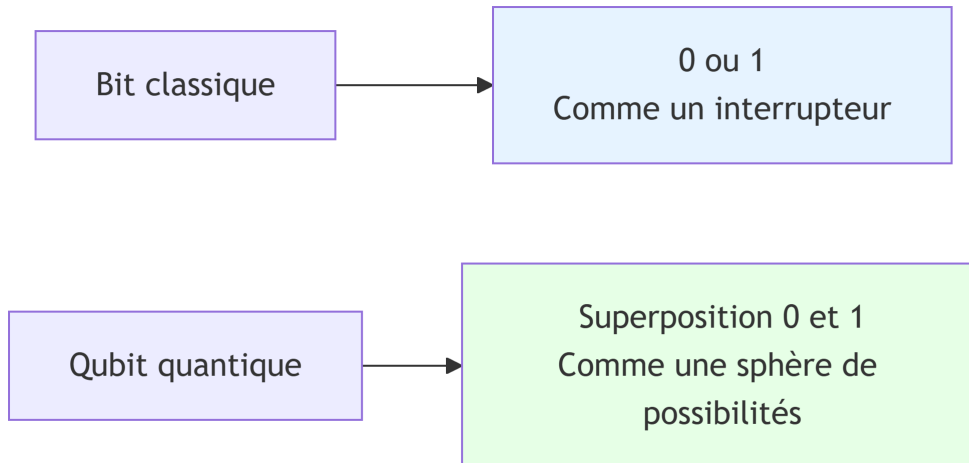 Bit classique
0 ou 1
Comme un interrupteur
Qubit quantique
Superposition 0 et 1
Comme une sphère de
possibilités